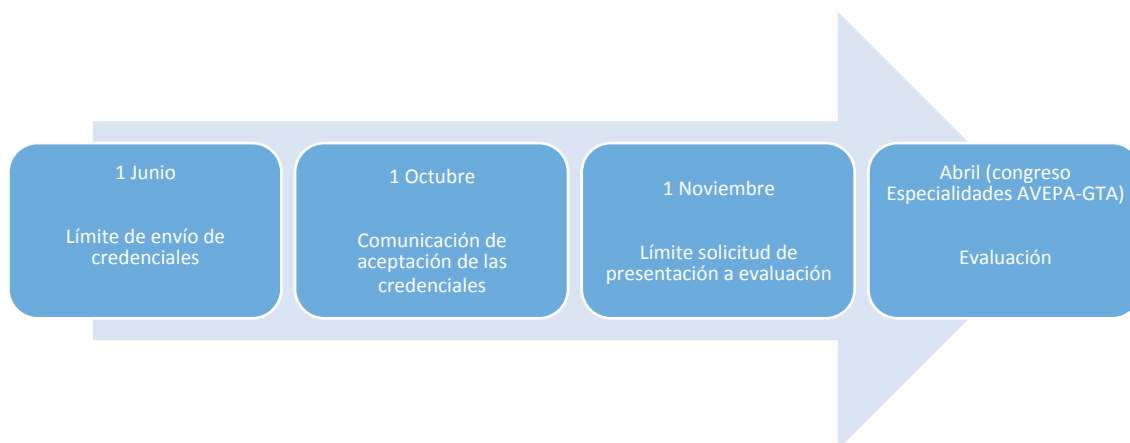 1 Junio
Límite de envío de
credenciales
1 Octubre
Comunicación de
aceptación de las
credenciales
1 Noviembre
Límite solicitud de
presentación a evaluación
Abril (congreso
Especialidades AVEPA-GTA)
Evaluación